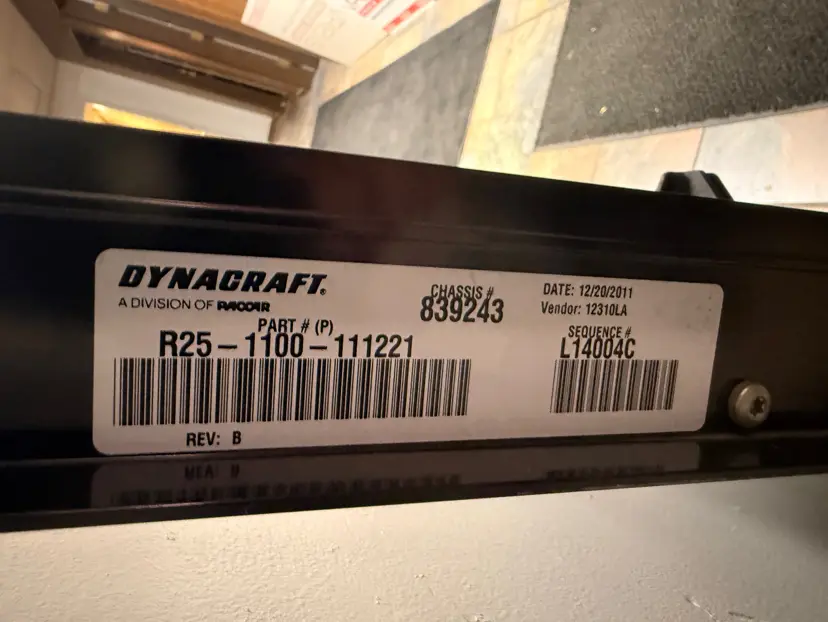 DYNACRAFT®
A DIVISION OF PACCAR
CHASSIS #
839243
DATE: 12/20/2011
Vendor: 12310LA
PART # (P)
R25-1100-111221
SEQUENCE #
L14004C
REV: B